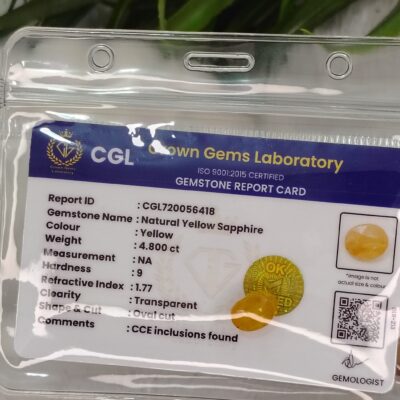 CGL Crown Gems Laboratory
ISO 9001:2015 CERTIFIED
GEMSTONE REPORT CARD
Report ID : CGL720056418
Gemstone Name : Natural Yellow Sapphire
Colour : Yellow
Weight : 4.800 ct
Measurement : NA
Hardness : 9
Refractive Index : 1.77
Clarity : Transparent
Shape & Cut : Oval cut
Comments : CCE inclusions found
*Image is not
actual size & colour
OK
GEMOLOGIST